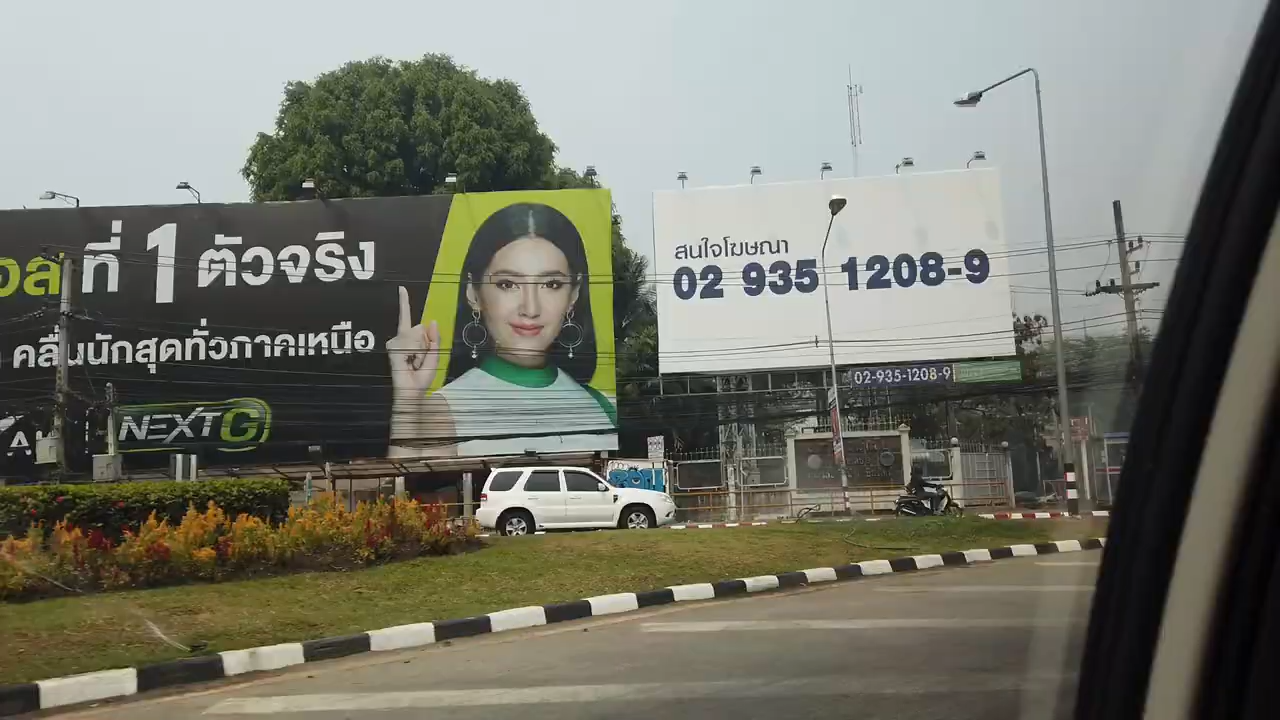 อส ที่ 1 ตัวจริง
คลื่นนักสุดทั่วภาคเหนือ
NEXT G
สนใจโฆษณา
02 935 1208-9
02-935-1208-9